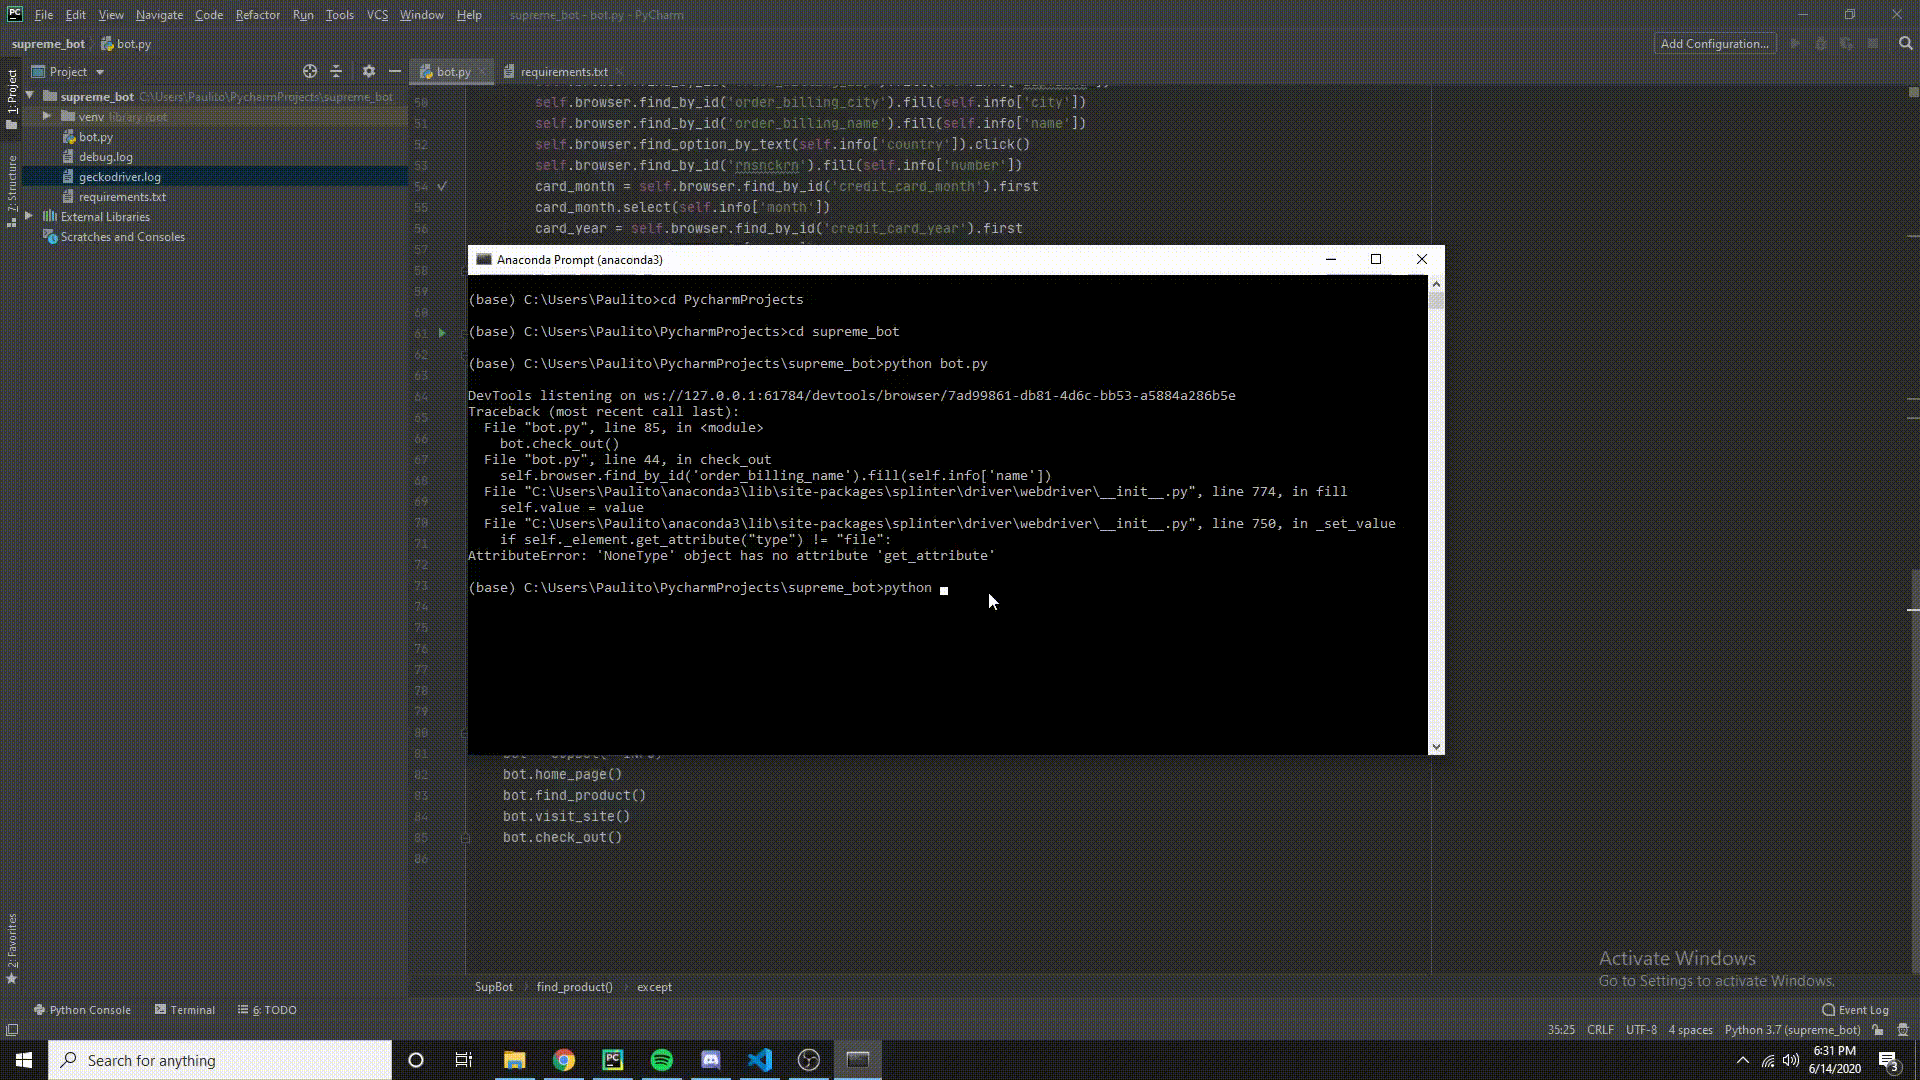 File Edit View Navigate Code Refactor Run Tools VCS Window Help supreme_bot - bot.py - PyCharm
supreme_bot bot.py
Add Configuration...
1: Project
Project
bot.py
requirements.txt
supreme_bot C:\Users\Paulito\PycharmProjects\supreme_bot
venv library root
bot.py
debug.log
geckodriver.log
requirements.txt
External Libraries
Scratches and Consoles
7: Structure
2: Favorites
50 self.browser.find_by_id('order_billing_city').fill(self.info['city'])
51 self.browser.find_by_id('order_billing_name').fill(self.info['name'])
52 self.browser.find_option_by_text(self.info['country']).click()
53 self.browser.find_by_id('rnsnckrn').fill(self.info['number'])
54 card_month = self.browser.find_by_id('credit_card_month').first
55 card_month.select(self.info['month'])
56 card_year = self.browser.find_by_id('credit_card_year').first
57
58
59
60
61
62
63
64
65
66
67
68
69
70
71
72
73
74
75
76
77
78
79
80
81
82 bot.home_page()
83 bot.find_product()
84 bot.visit_site()
85 bot.check_out()
86
Anaconda Prompt (anaconda3)
(base) C:\Users\Paulito>cd PycharmProjects
(base) C:\Users\Paulito\PycharmProjects>cd supreme_bot
(base) C:\Users\Paulito\PycharmProjects\supreme_bot>python bot.py
DevTools listening on ws://127.0.0.1:61784/devtools/browser/7ad99861-db81-4d6c-bb53-a5884a286b5e
Traceback (most recent call last):
File "bot.py", line 85, in <module>
bot.check_out()
File "bot.py", line 44, in check_out
self.browser.find_by_id('order_billing_name').fill(self.info['name'])
File "C:\Users\Paulito\anaconda3\lib\site-packages\splinter\driver\webdriver\__init__.py", line 774, in fill
self.value = value
File "C:\Users\Paulito\anaconda3\lib\site-packages\splinter\driver\webdriver\__init__.py", line 750, in _set_value
if self._element.get_attribute("type") != "file":
AttributeError: 'NoneType' object has no attribute 'get_attribute'
(base) C:\Users\Paulito\PycharmProjects\supreme_bot>python
Activate Windows
Go to Settings to activate Windows.
SupBot find_product() except
Python Console Terminal 6: TODO
Event Log
35:25 CRLF UTF-8 4 spaces Python 3.7 (supreme_bot)
Search for anything
6:31 PM
6/14/2020
3